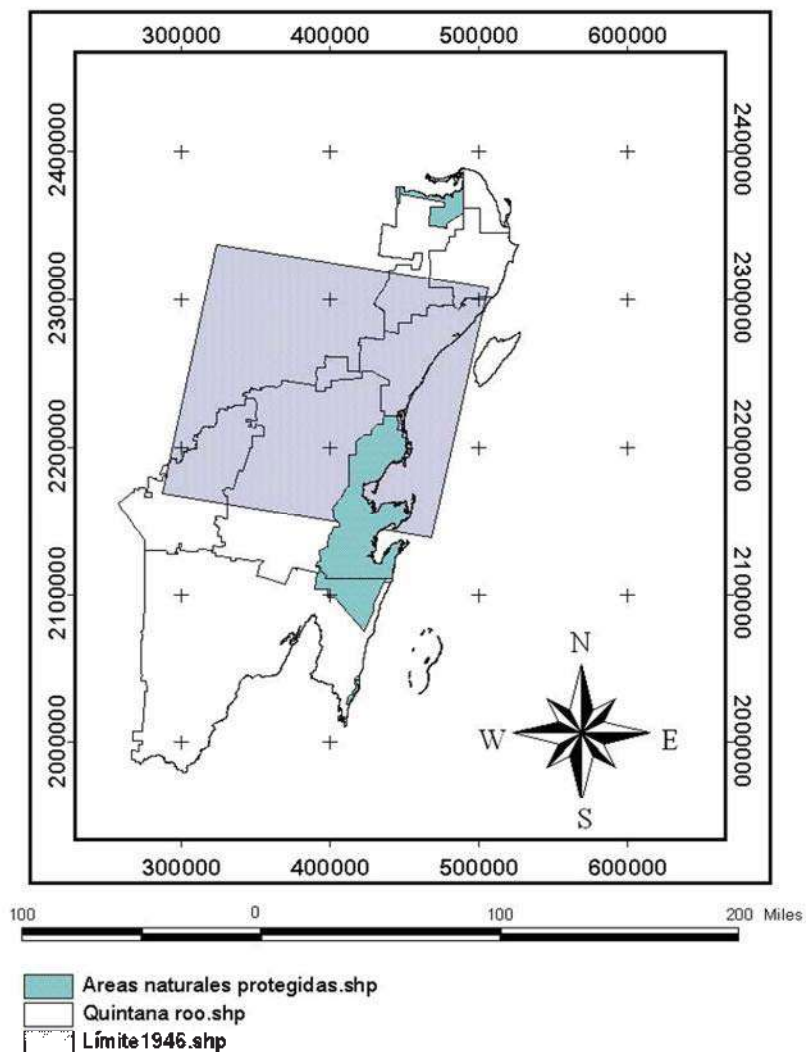 300000 400000 500000 600000
2400000 2400000
2300000 2300000
2200000 2200000
2100000 2100000
2000000 2000000
N
W E
S
300000 400000 500000 600000
100 0 100 200 Miles
Areas naturales protegidas.shp
Quintana roo.shp
Límite1946.shp